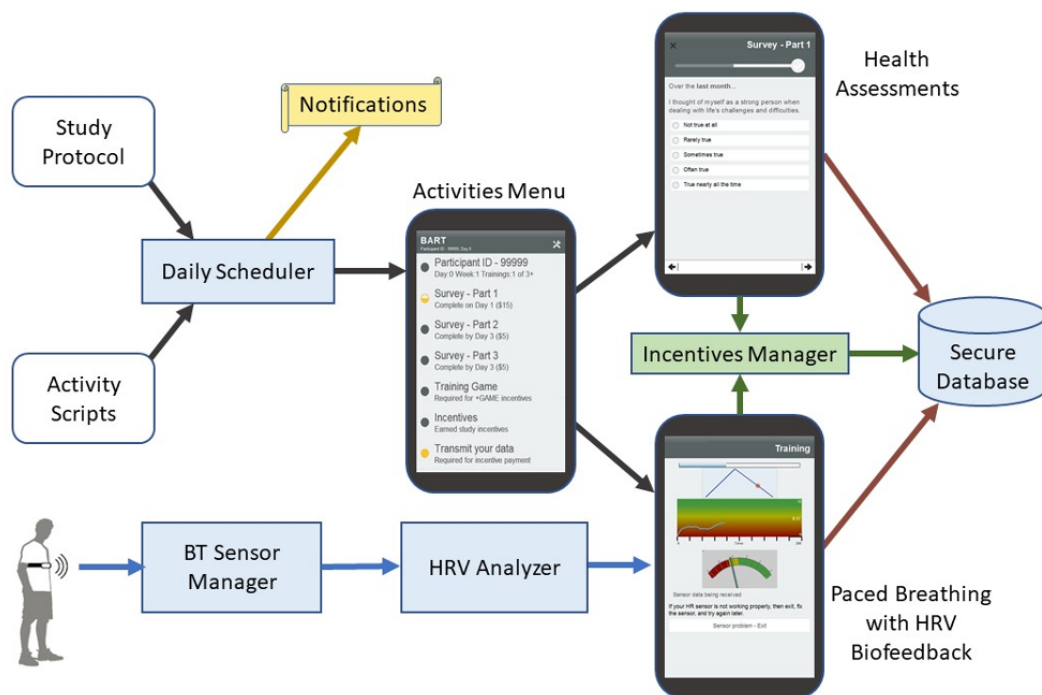 Study
Protocol
Notifications
Daily Scheduler
Activity
Scripts
Activities Menu
BART
Participant ID - 99999, Day 0
Participant ID - 99999
Day 0 Week 1 Trainings 1 of 3+
Survey - Part 1
Complete on Day 1 ($15)
Survey - Part 2
Complete by Day 3 ($5)
Survey - Part 3
Complete by Day 3 ($5)
Training Game
Required for +GAME incentives
Incentives
Earned study incentives
Transmit your data
Required for incentive payment
Survey - Part 1
Over the last month...
I thought of myself as a strong person when
dealing with life's challenges and difficulties.
Not true at all
Rarely true
Sometimes true
Often true
True nearly all the time
Health
Assessments
Incentives Manager
Secure
Database
BT Sensor
Manager
HRV Analyzer
Training
Sensor data being received
If your HR sensor is not working properly, then exit, fix
the sensor, and try again later.
Sensor problem - Exit
Paced Breathing
with HRV
Biofeedback